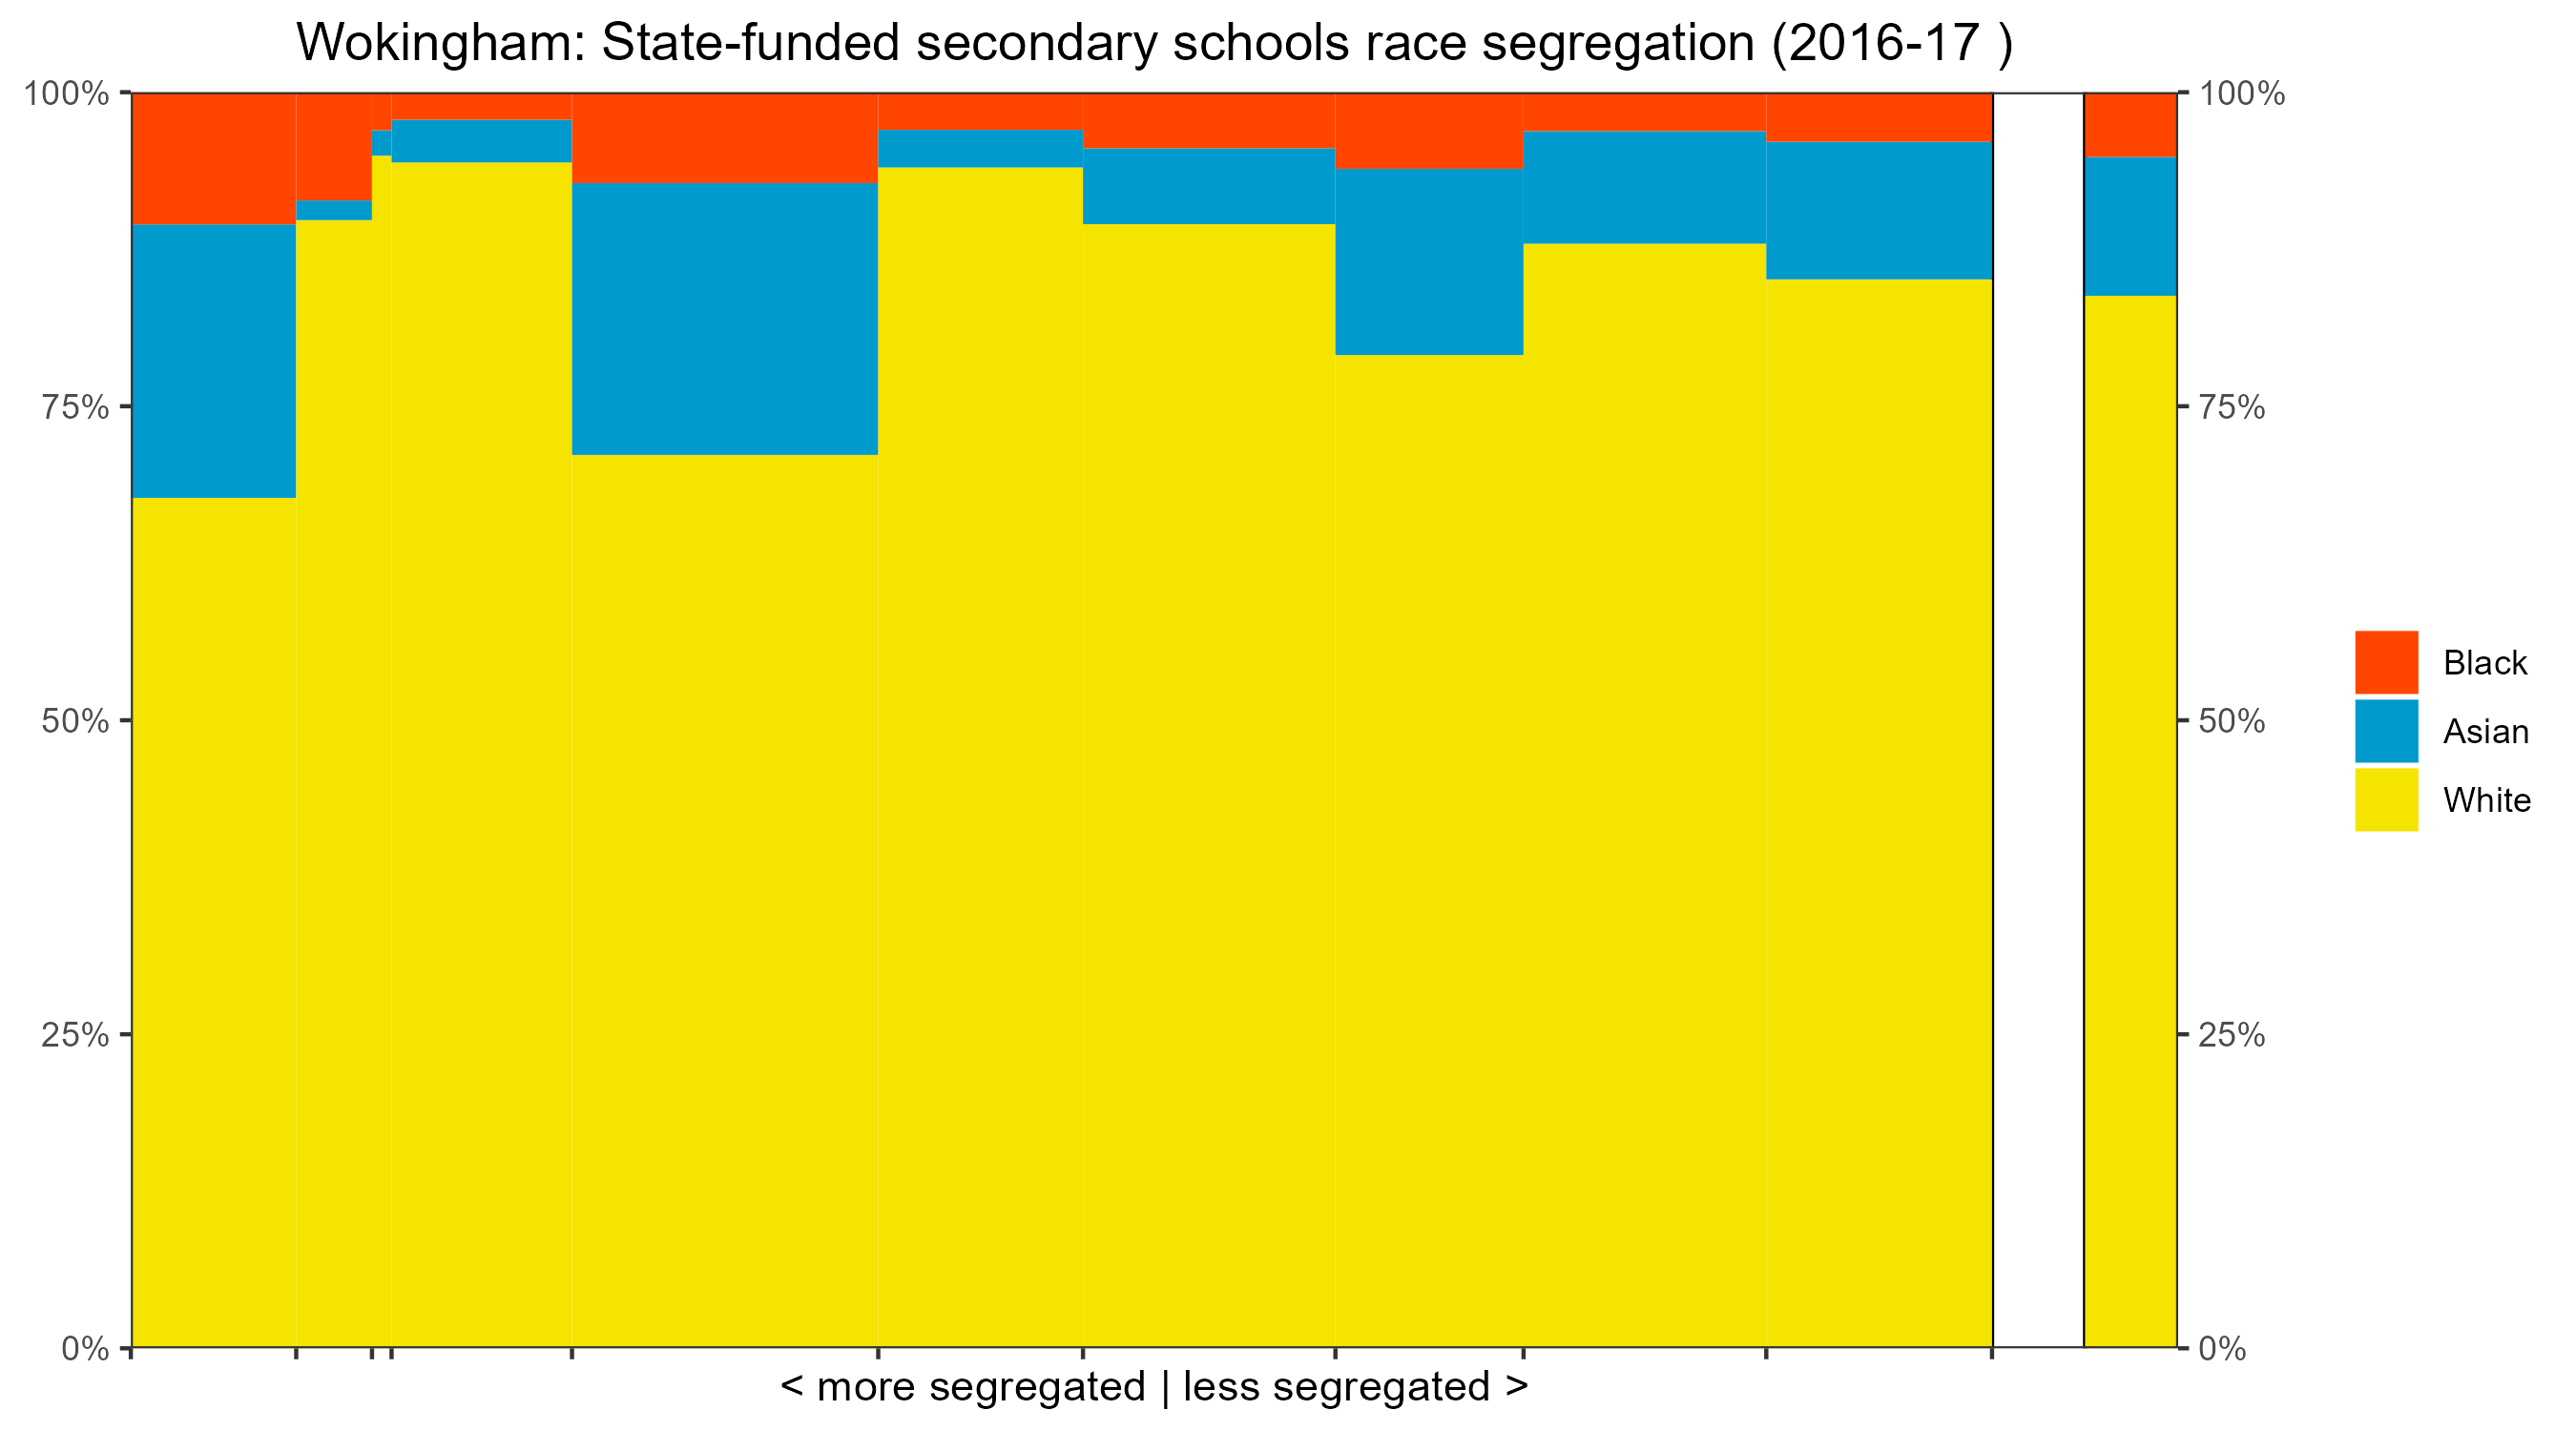 Wokingham: State-funded secondary schools race segregation (2016-17 )
100%
75%
50%
25%
0%
100%
75%
50%
25%
0%
Black
Asian
White
< more segregated | less segregated >